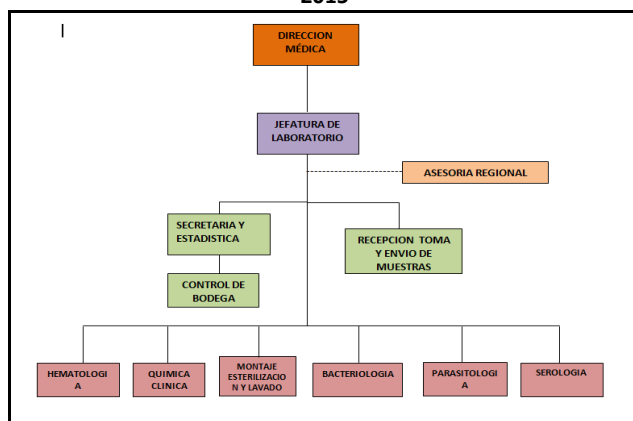 DIRECCION
MÉDICA
JEFATURA DE
LABORATORIO
ASESORIA REGIONAL
SECRETARIA Y
ESTADISTICA
RECEPCION TOMA
Y ENVIO DE
MUESTRAS
CONTROL DE
BODEGA
HEMATOLOGI
A
QUIMICA
CLINICA
MONTAJE
ESTERILIZACIO
N Y LAVADO
BACTERIOLOGIA
PARASITOLOGI
A
SEROLOGIA